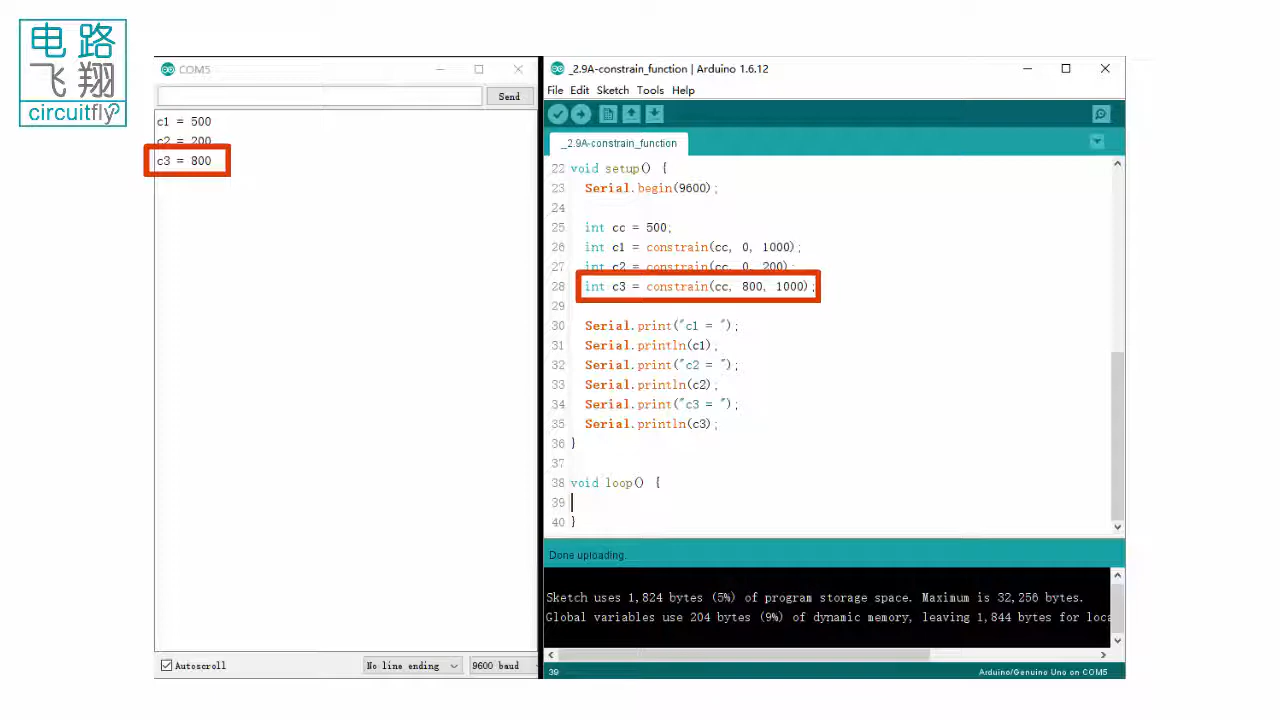 电路
飞翔
circuitfly
COM5
Send
c1 = 500
c2 = 200
c3 = 800
Autoscroll
No line ending
9600 baud
_2.9A-constrain_function | Arduino 1.6.12
File Edit Sketch Tools Help
_2.9A-constrain_function
22 void setup() {
23 Serial.begin(9600);
24
25 int cc = 500;
26 int c1 = constrain(cc, 0, 1000);
27 int c2 = constrain(cc, 0, 200);
28 int c3 = constrain(cc, 800, 1000);
29
30 Serial.print("c1 = ");
31 Serial.println(c1);
32 Serial.print("c2 = ");
33 Serial.println(c2);
34 Serial.print("c3 = ");
35 Serial.println(c3);
36 }
37
38 void loop() {
39
40 }
Done uploading.
Sketch uses 1,824 bytes (5%) of program storage space. Maximum is 32,256 bytes.
Global variables use 204 bytes (9%) of dynamic memory, leaving 1,844 bytes for loca
39
Arduino/Genuino Uno on COM5